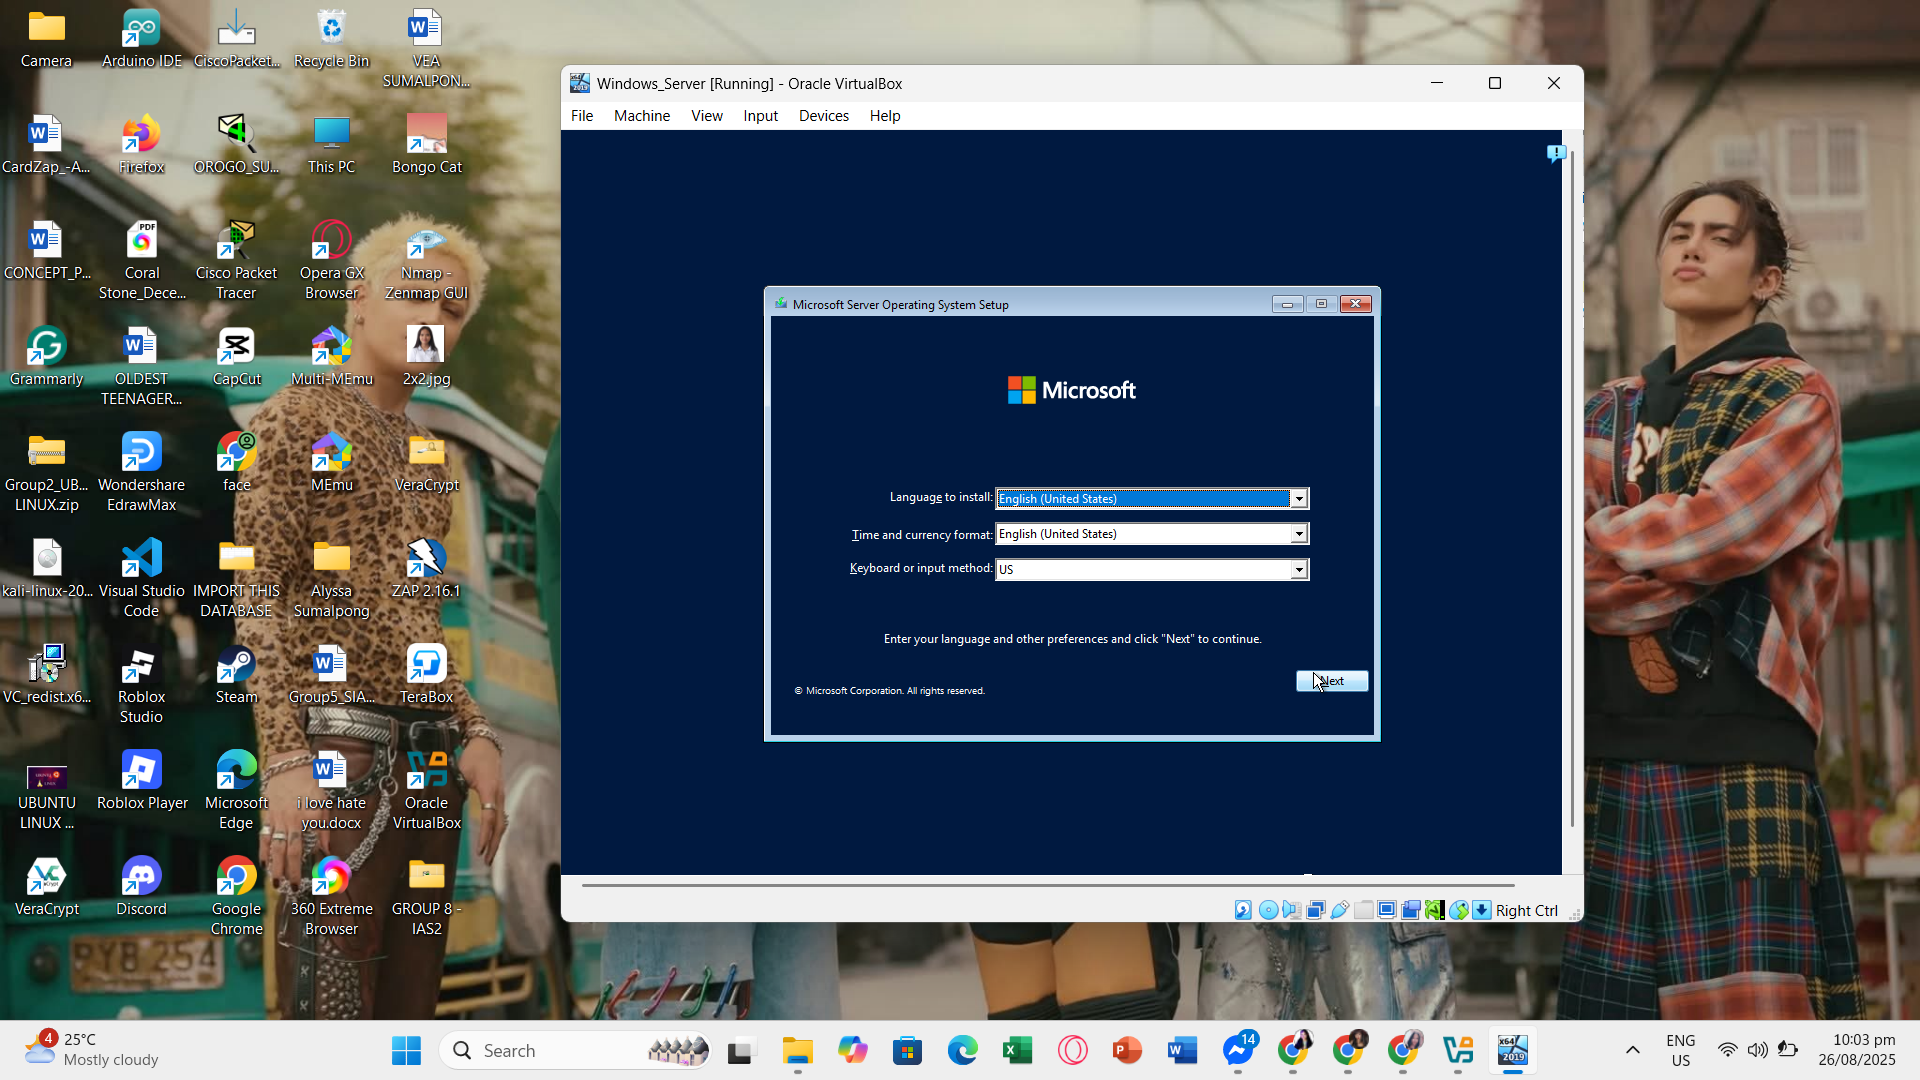 Camera
Arduino IDE
CiscoPacket...
Recycle Bin
VEA
SUMALPON...
CardZap_-A...
Firefox
OROGO_SU...
This PC
Bongo Cat
CONCEPT_P...
Coral
Stone_Dece...
Cisco Packet
Tracer
Opera GX
Browser
Nmap -
Zenmap GUI
Grammarly
OLDEST
TEENAGER...
CapCut
Multi-MEmu
2x2.jpg
Group2_UB...
LINUX.zip
Wondershare
EdrawMax
face
MEmu
VeraCrypt
kali-linux-20...
Visual Studio
Code
IMPORT THIS
DATABASE
Alyssa
Sumalpong
ZAP 2.16.1
VC_redist.x6...
Roblox
Studio
Steam
Group5_SIA...
TeraBox
UBUNTU
LINUX ...
Roblox Player
Microsoft
Edge
i love hate
you.docx
Oracle
VirtualBox
VeraCrypt
Discord
Google
Chrome
360 Extreme
Browser
GROUP 8 -
IAS2
PYB 254
Windows_Server [Running] - Oracle VirtualBox
File Machine View Input Devices Help
Microsoft Server Operating System Setup
Microsoft
Language to install: English (United States)
Time and currency format: English (United States)
Keyboard or input method: US
Enter your language and other preferences and click "Next" to continue.
Next
© Microsoft Corporation. All rights reserved.
Right Ctrl
4
25°C
Mostly cloudy
Search
14
x64
2019
ENG
US
10:03 pm
26/08/2025